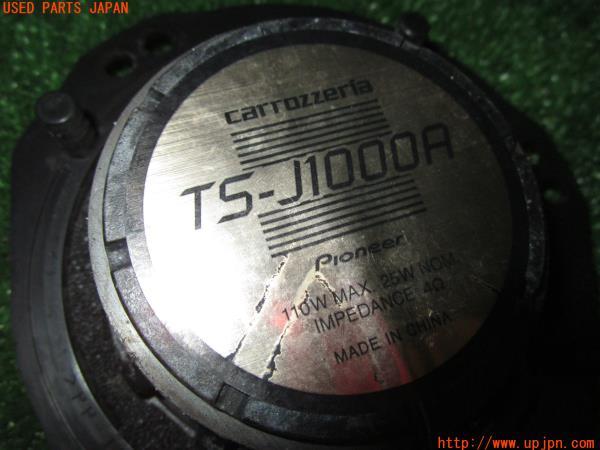 USED PARTS JAPAN
carrozzeria
TS-J1000A
Pioneer
110W MAX. 25W NOM.
IMPEDANCE 4Ω
MADE IN CHINA
>PP<
http://www.upjpn.com/